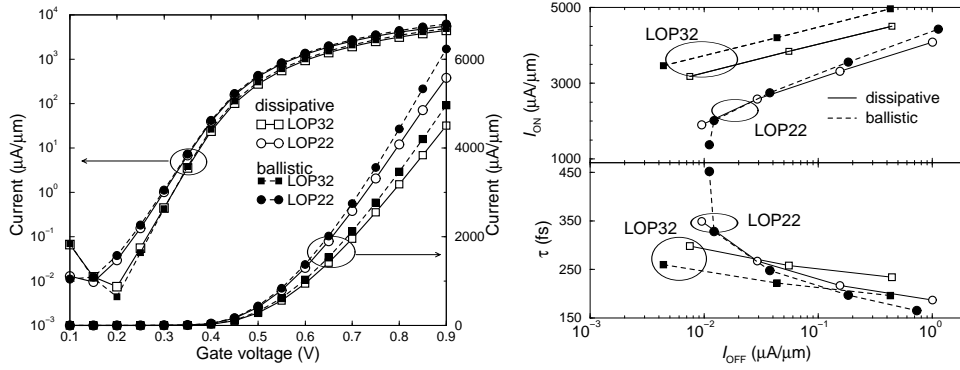 10^4
10^3
10^2
10^1
10^0
10^-1
10^-2
10^-3
Current (μA/μm)
0.1 0.2 0.3 0.4 0.5 0.6 0.7 0.8 0.9
Gate voltage (V)
6000
4000
2000
0
Current (μA/μm)
dissipative
LOP32
LOP22
ballistic
LOP32
LOP22
5000
3000
1000
I_ON (μA/μm)
LOP32
LOP22
dissipative
ballistic
450
350
250
150
τ (fs)
LOP32
LOP22
10^-3 10^-2 10^-1 10^0
I_OFF (μA/μm)